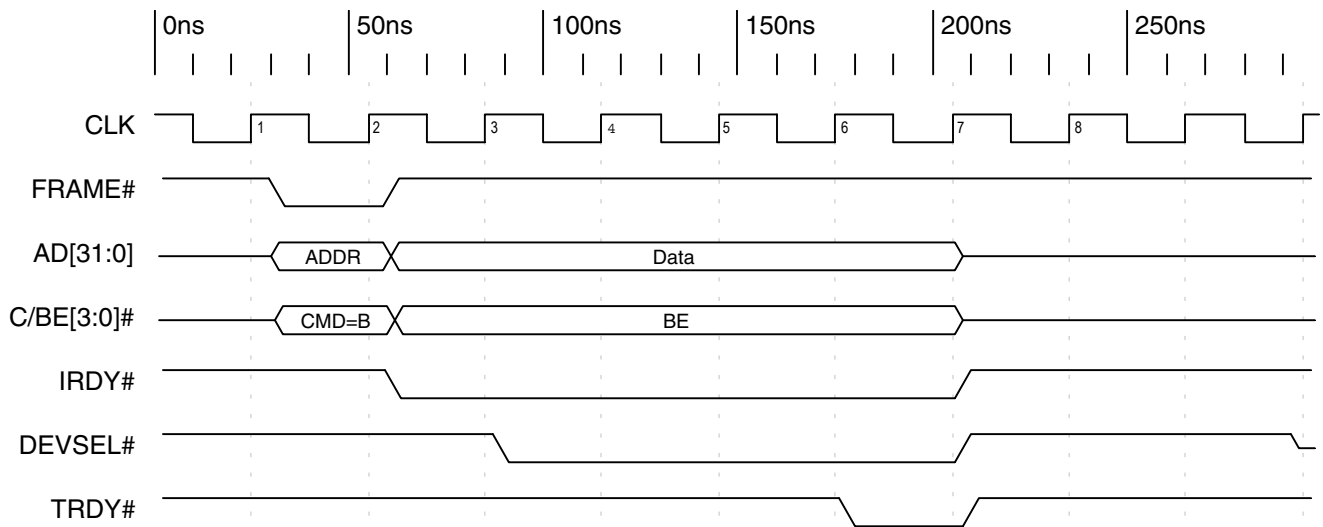 0ns 50ns 100ns 150ns 200ns 250ns
CLK 1 2 3 4 5 6 7 8
FRAME#
AD[31:0] ADDR Data
C/BE[3:0]# CMD=B BE
IRDY#
DEVSEL#
TRDY#